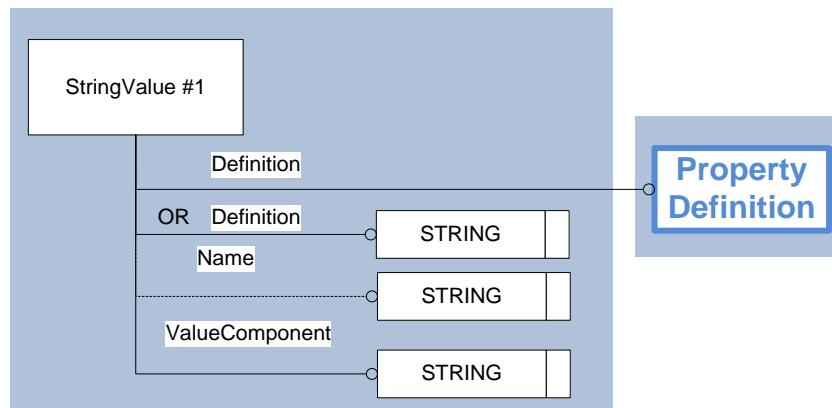 StringValue #1
Definition
Property
Definition
OR Definition
STRING
Name
STRING
ValueComponent
STRING